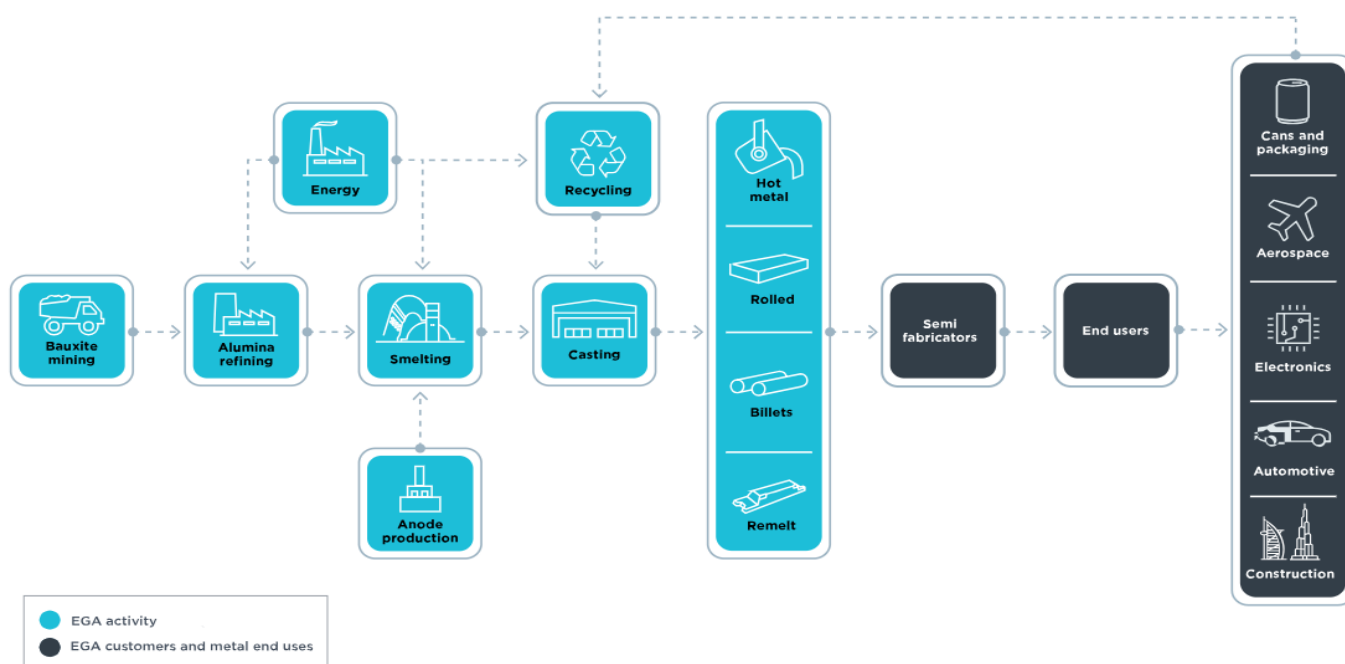 Energy
Recycling
Bauxite
mining
Alumina
refining
Smelting
Casting
Anode
production
Hot
metal
Rolled
Billets
Remelt
Semi
fabricators
End users
Cans and
packaging
Aerospace
Electronics
Automotive
Construction
EGA activity
EGA customers and metal end uses